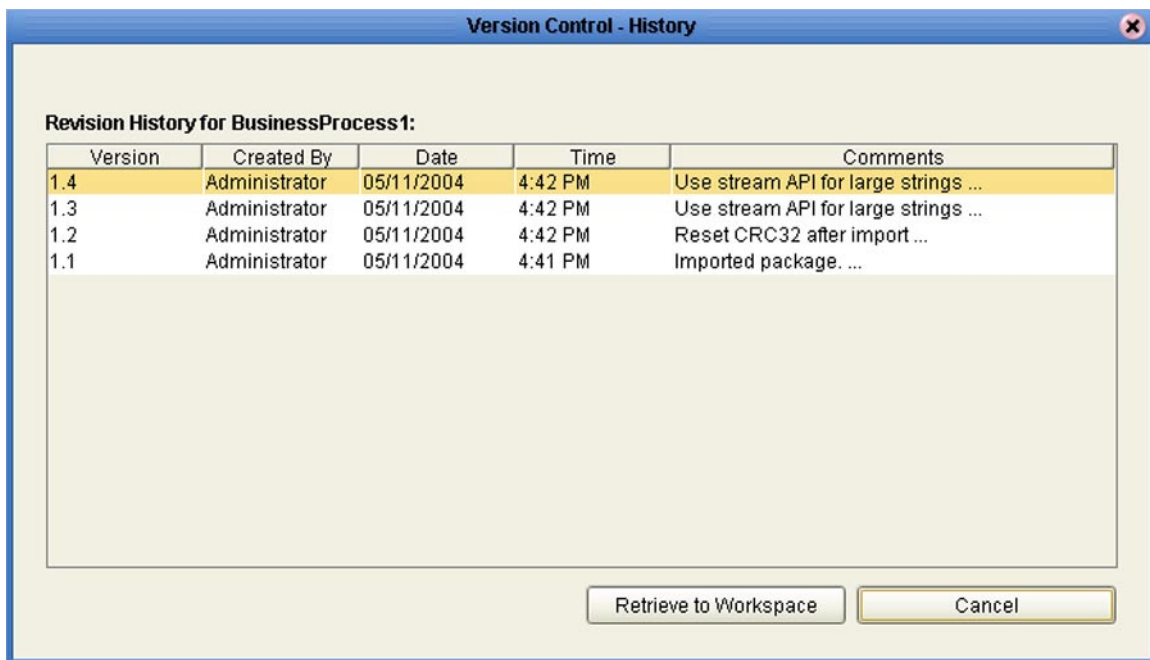 Version Control - History
Revision History for BusinessProcess1:
Version Created By Date Time Comments
1.4 Administrator 05/11/2004 4:42 PM Use stream API for large strings ...
1.3 Administrator 05/11/2004 4:42 PM Use stream API for large strings ...
1.2 Administrator 05/11/2004 4:42 PM Reset CRC32 after import ...
1.1 Administrator 05/11/2004 4:41 PM Imported package. ...
Retrieve to Workspace Cancel